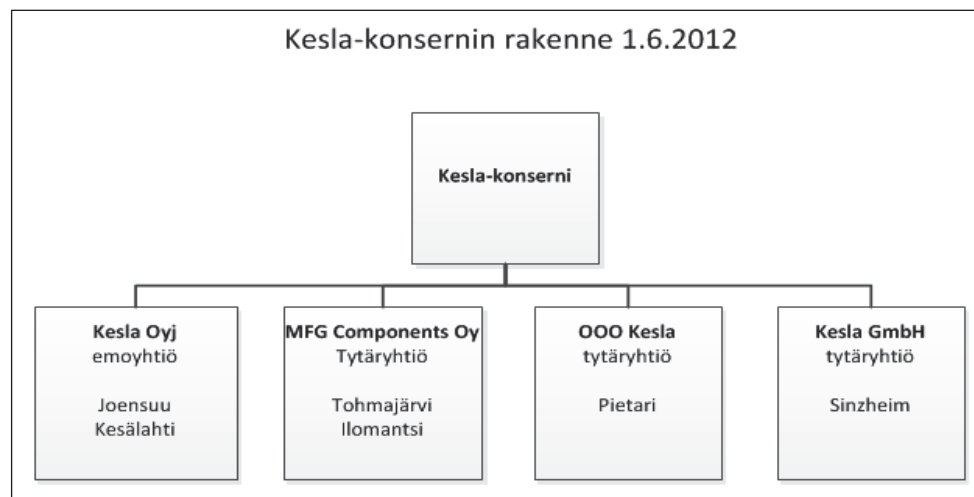 Kesla-konsernin rakenne 1.6.2012
Kesla-konserni
Kesla Oyj
emoyhtiö
Joensuu
Kesälahti
MFG Components Oy
Tytäryhtiö
Tohmajärvi
Ilomantsi
OOO Kesla
tytäryhtiö
Pietari
Kesla GmbH
tytäryhtiö
Sinzheim